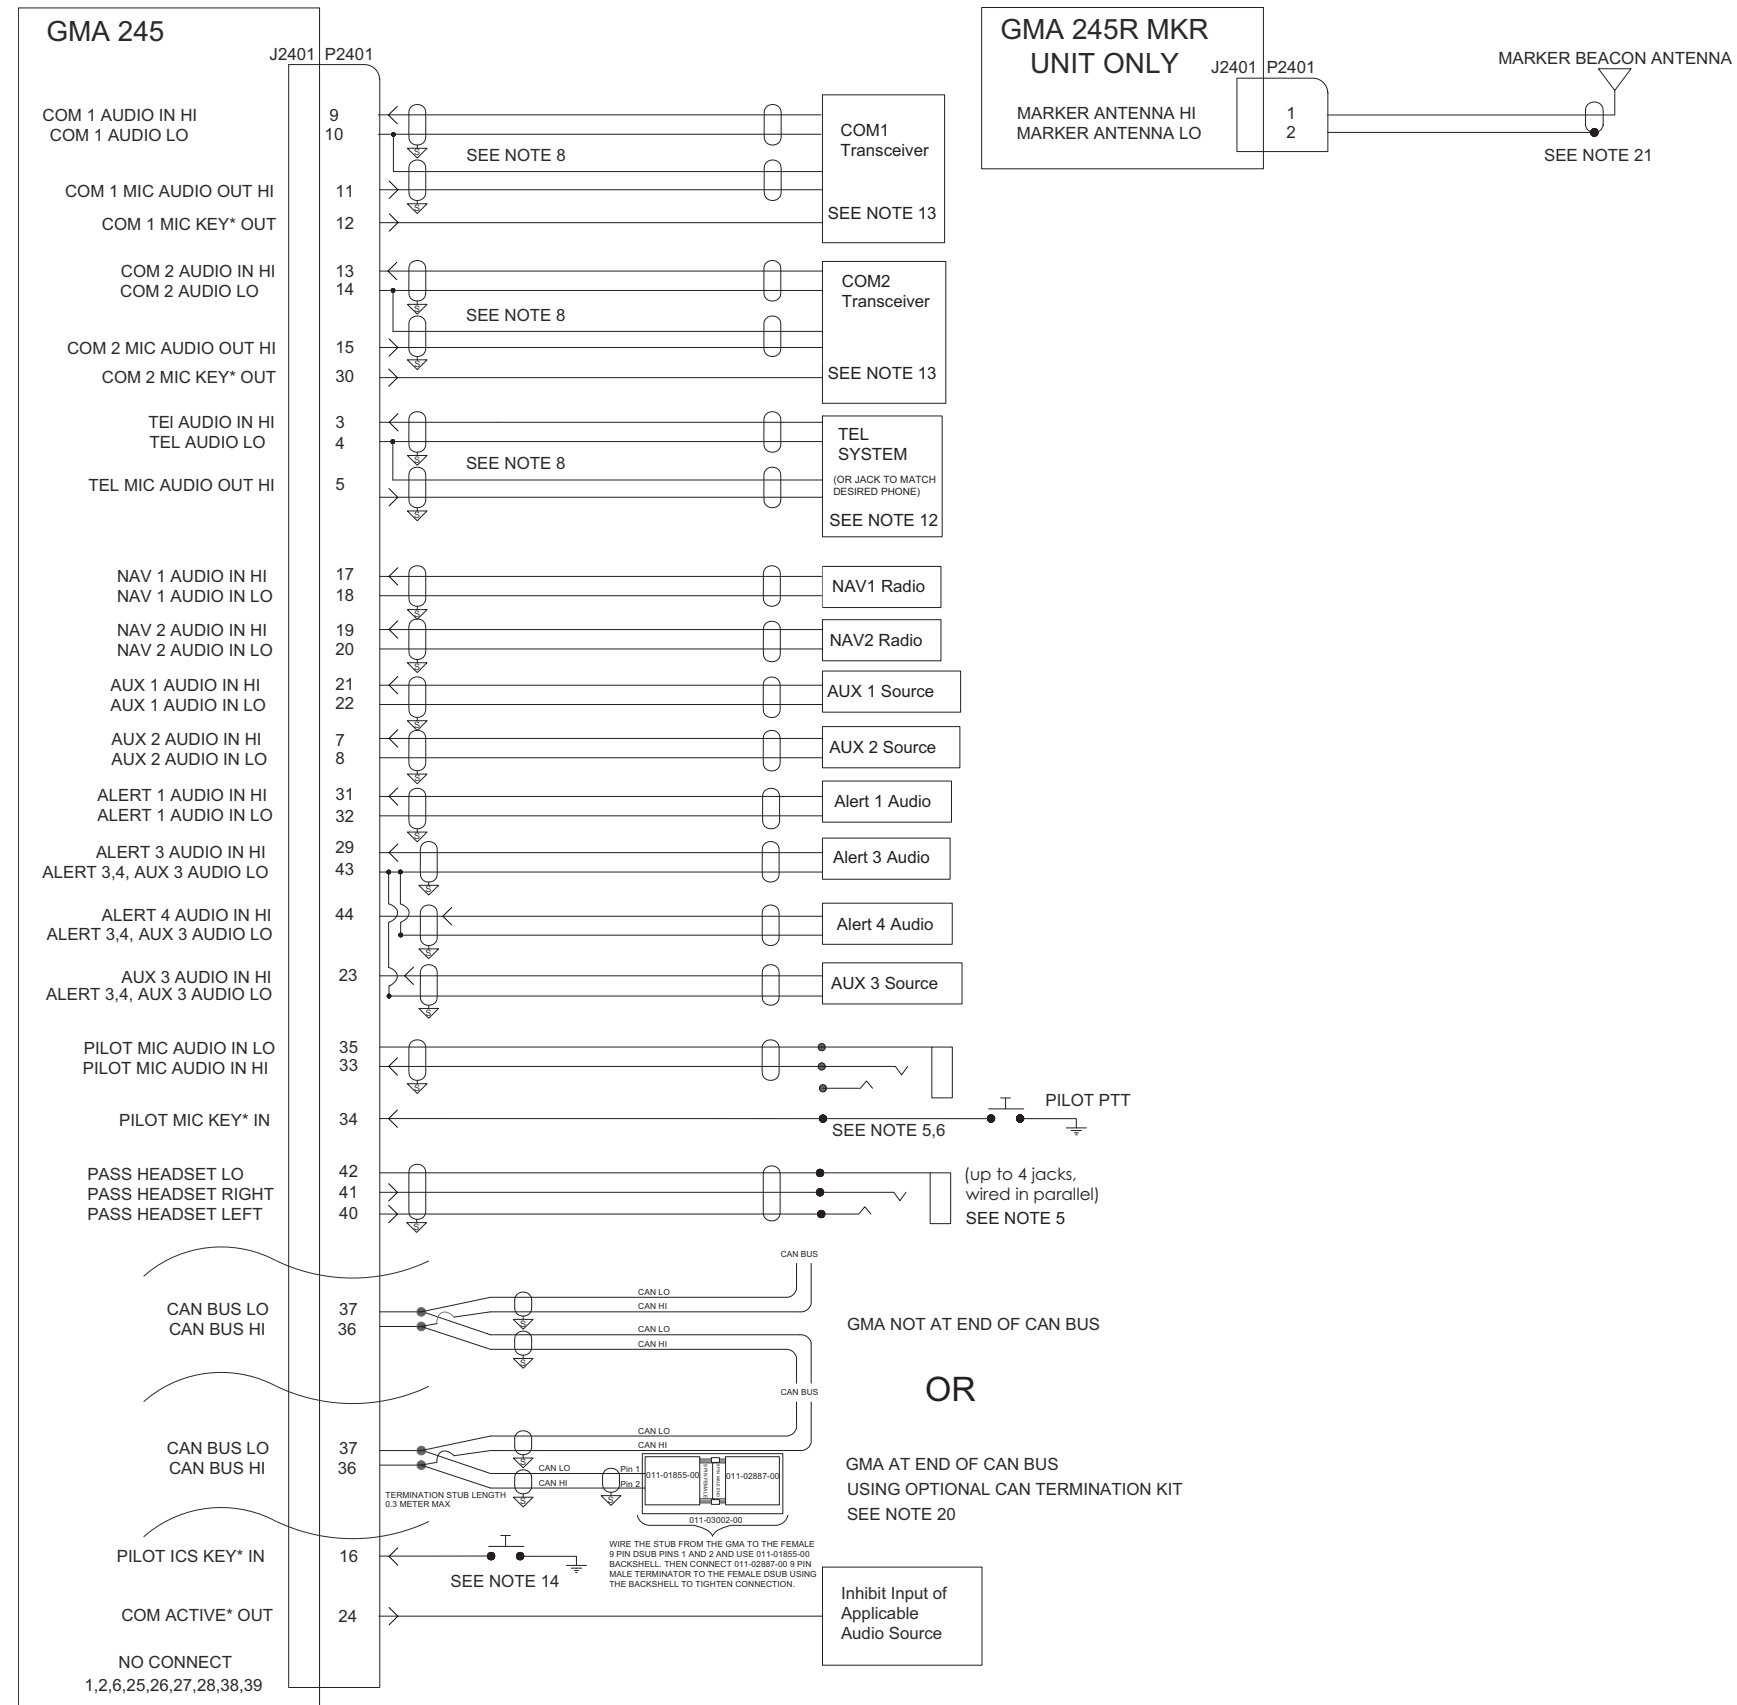 GMA 245
J2401 P2401
COM 1 AUDIO IN HI 9
COM 1 AUDIO LO 10
SEE NOTE 8
COM 1 MIC AUDIO OUT HI 11
COM 1 MIC KEY* OUT 12
COM1
Transceiver
SEE NOTE 13
COM 2 AUDIO IN HI 13
COM 2 AUDIO LO 14
SEE NOTE 8
COM 2 MIC AUDIO OUT HI 15
COM 2 MIC KEY* OUT 30
COM2
Transceiver
SEE NOTE 13
TEl AUDIO IN HI 3
TEL AUDIO LO 4
SEE NOTE 8
TEL MIC AUDIO OUT HI 5
TEL
SYSTEM
(OR JACK TO MATCH
DESIRED PHONE)
SEE NOTE 12
NAV 1 AUDIO IN HI 17
NAV 1 AUDIO IN LO 18
NAV1 Radio
NAV 2 AUDIO IN HI 19
NAV 2 AUDIO IN LO 20
NAV2 Radio
AUX 1 AUDIO IN HI 21
AUX 1 AUDIO IN LO 22
AUX 1 Source
AUX 2 AUDIO IN HI 7
AUX 2 AUDIO IN LO 8
AUX 2 Source
ALERT 1 AUDIO IN HI 31
ALERT 1 AUDIO IN LO 32
Alert 1 Audio
ALERT 3 AUDIO IN HI 29
ALERT 3,4, AUX 3 AUDIO LO 43
Alert 3 Audio
ALERT 4 AUDIO IN HI 44
ALERT 3,4, AUX 3 AUDIO LO
Alert 4 Audio
AUX 3 AUDIO IN HI 23
ALERT 3,4, AUX 3 AUDIO LO
AUX 3 Source
PILOT MIC AUDIO IN LO 35
PILOT MIC AUDIO IN HI 33
PILOT MIC KEY* IN 34
SEE NOTE 5,6
PILOT PTT
PASS HEADSET LO 42
PASS HEADSET RIGHT 41
PASS HEADSET LEFT 40
(up to 4 jacks,
wired in parallel)
SEE NOTE 5
CAN BUS
CAN LO
CAN HI
CAN BUS LO 37
CAN BUS HI 36
CAN LO
CAN HI
GMA NOT AT END OF CAN BUS
OR
CAN BUS
CAN LO
CAN HI
CAN BUS LO 37
CAN BUS HI 36
CAN LO
CAN HI
Pin 1
Pin 2
011-01855-00
9 PIN FEMALE
9 PIN MALE END
011-02887-00
011-03002-00
TERMINATION STUB LENGTH
0.3 METER MAX
GMA AT END OF CAN BUS
USING OPTIONAL CAN TERMINATION KIT
SEE NOTE 20
WIRE THE STUB FROM THE GMA TO THE FEMALE
9 PIN DSUB PINS 1 AND 2 AND USE 011-01855-00
BACKSHELL. THEN CONNECT 011-02887-00 9 PIN
MALE TERMINATOR TO THE FEMALE DSUB USING
THE BACKSHELL TO TIGHTEN CONNECTION.
PILOT ICS KEY* IN 16
SEE NOTE 14
COM ACTIVE* OUT 24
Inhibit Input of
Applicable
Audio Source
NO CONNECT
1,2,6,25,26,27,28,38,39
GMA 245R MKR
UNIT ONLY
J2401 P2401
MARKER ANTENNA HI 1
MARKER ANTENNA LO 2
MARKER BEACON ANTENNA
SEE NOTE 21